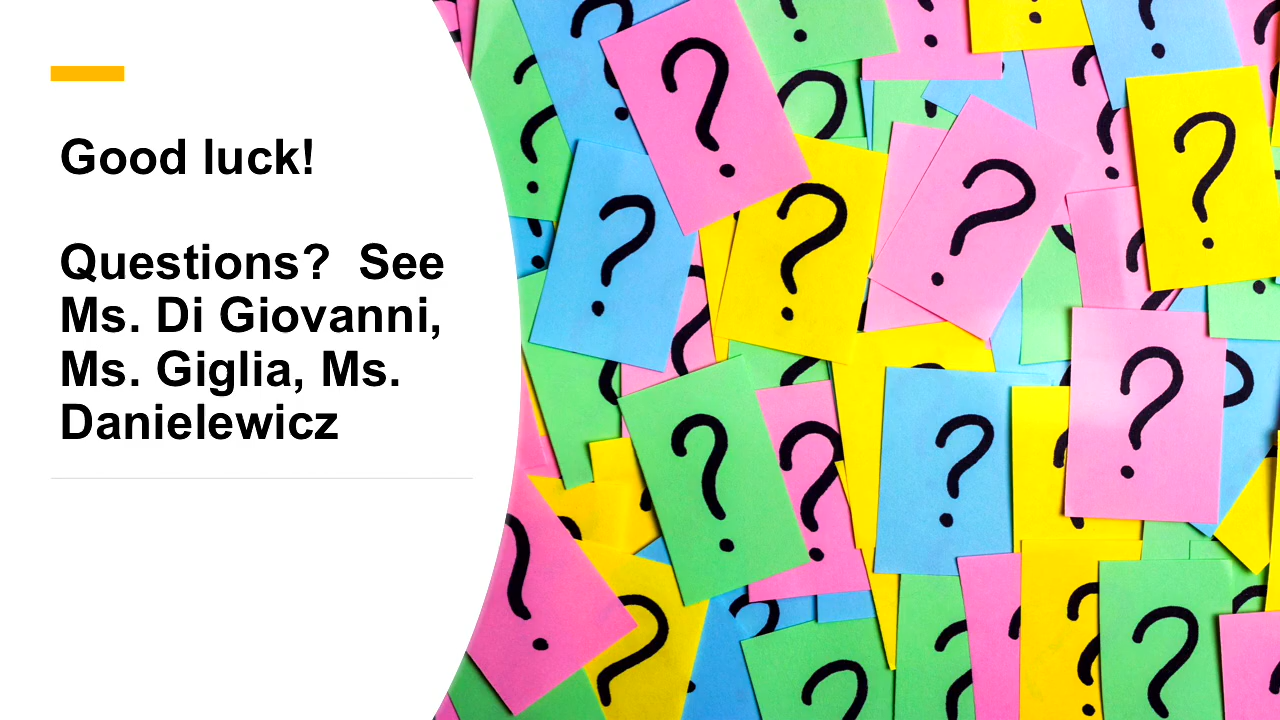 Good luck!
Questions?  See
Ms. Di Giovanni,
Ms. Giglia, Ms.
Danielewicz